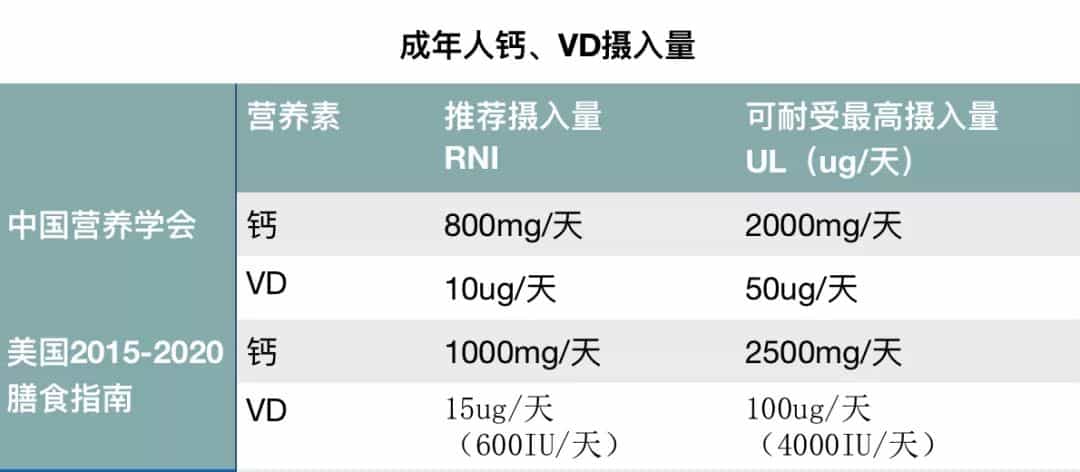 成年人钙、VD摄入量
营养素
推荐摄入量
RNI
可耐受最高摄入量
UL（ug/天）
中国营养学会
钙
800mg/天
2000mg/天
VD
10ug/天
50ug/天
美国2015-2020
膳食指南
钙
1000mg/天
2500mg/天
VD
15ug/天
（600IU/天）
100ug/天
（4000IU/天）